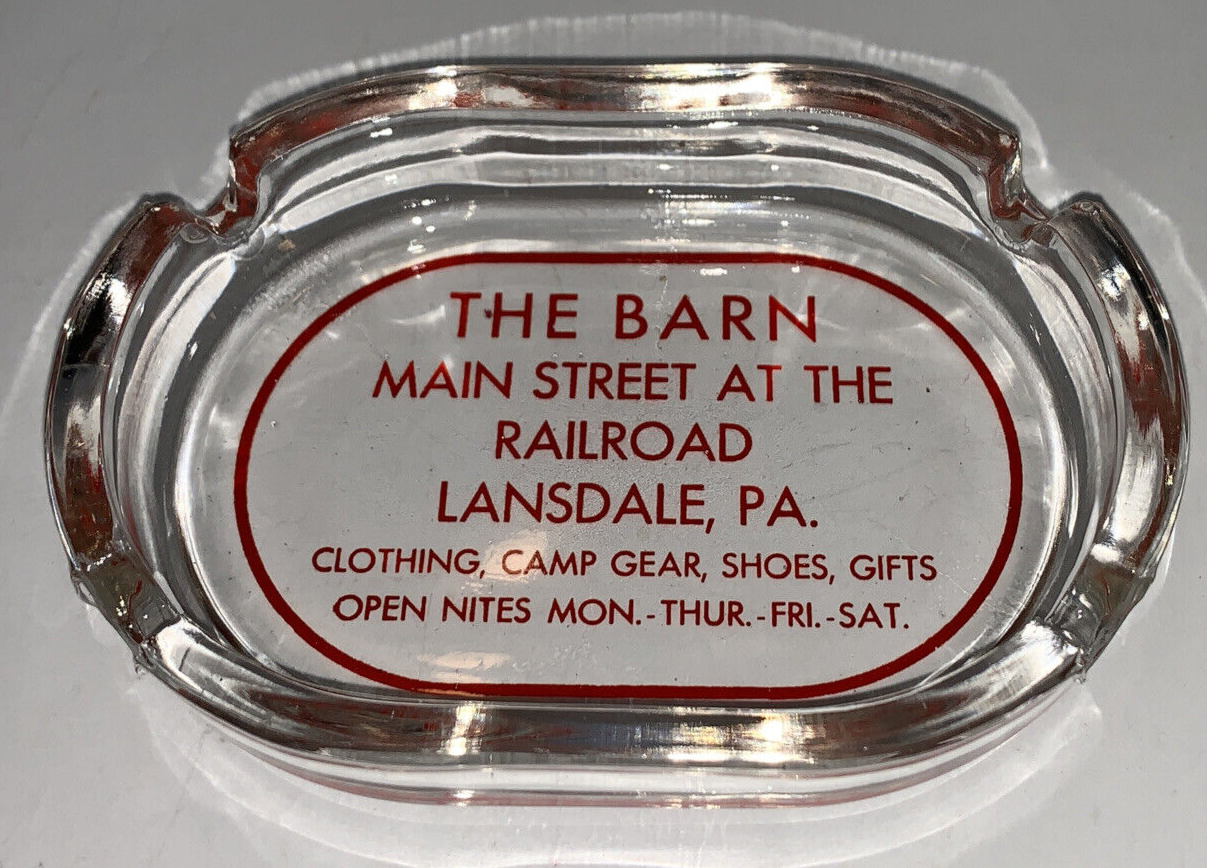 THE BARN
MAIN STREET AT THE
RAILROAD
LANSDALE, PA.
CLOTHING, CAMP GEAR, SHOES, GIFTS
OPEN NITES MON.-THUR.-FRI.-SAT.